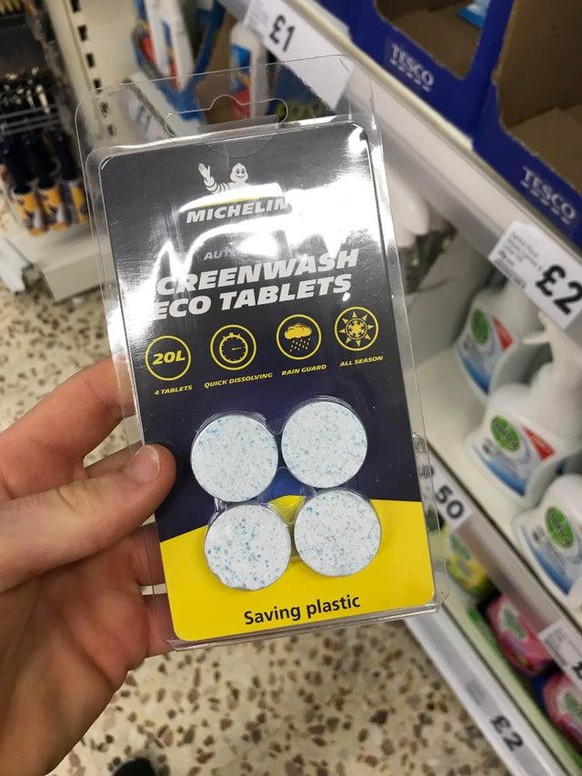 £1
TESCO
TESCO
£2
MICHELIN
SCREENWASH
ECO TABLETS
20L
4 TABLETS
QUICK DISSOLVING
RAIN GUARD
ALL SEASON
Saving plastic
50
£2